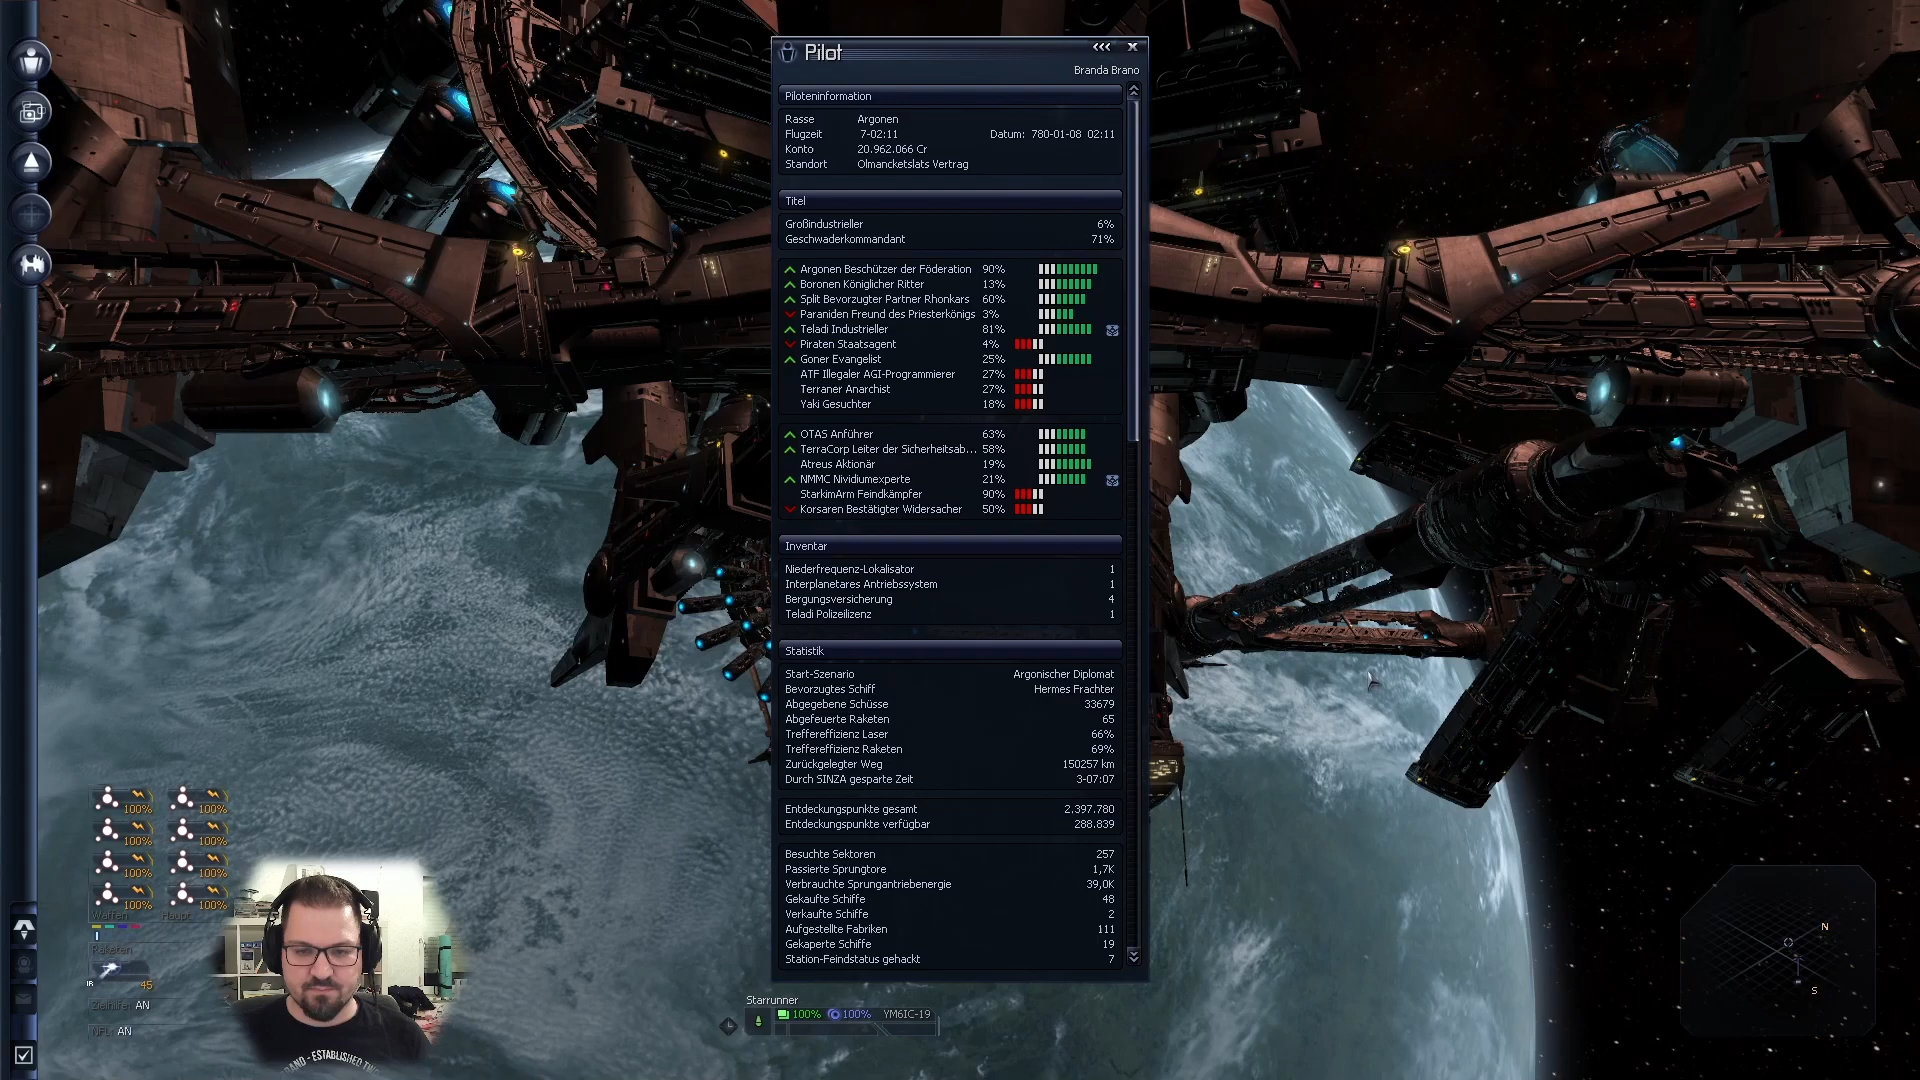 Pilot
Branda Brano
Piloteninformation
Rasse Argonen
Flugzeit 7-02:11 Datum: 780-01-08 02:11
Konto 20.962.066 Cr
Standort Olmancketslats Vertrag
Titel
Großindustrieller 6%
Geschwaderkommandant 71%
Argonen Beschützer der Föderation 90%
Boronen Königlicher Ritter 13%
Split Bevorzugter Partner Rhonkars 60%
Paraniden Freund des Priesterkönigs 3%
Teladi Industrieller 81%
Piraten Staatsagent 4%
Goner Evangelist 25%
ATF Illegaler AGI-Programmierer 27%
Terraner Anarchist 27%
Yaki Gesuchter 18%
OTAS Anführer 63%
TerraCorp Leiter der Sicherheitsab... 58%
Atreus Aktionär 19%
NMMC Nividiumexperte 21%
StarkimArm Feindkämpfer 90%
Korsaren Bestätigter Widersacher 50%
Inventar
Niederfrequenz-Lokalisator 1
Interplanetares Antriebssystem 1
Bergungsversicherung 4
Teladi Polizeilizenz 1
Statistik
Start-Szenario Argonischer Diplomat
Bevorzugtes Schiff Hermes Frachter
Abgegebene Schüsse 33679
Abgefeuerte Raketen 65
Treffereffizienz Laser 66%
Treffereffizienz Raketen 69%
Zurückgelegter Weg 150257 km
Durch SINZA gesparte Zeit 3-07:07
Entdeckungspunkte gesamt 2.397.780
Entdeckungspunkte verfügbar 288.839
Besuchte Sektoren 257
Passierte Sprungtore 1,7K
Verbrauchte Sprungantriebenergie 39,0K
Gekaufte Schiffe 48
Verkaufte Schiffe 2
Aufgestellte Fabriken 111
Gekaperte Schiffe 19
Station-Feindstatus gehackt 7
100% 100%
100% 100%
100% 100%
100% 100%
Waffen Haupt
Raketen
IR 45
Zielhilfe AN
NFL: AN
BAND - ESTABLISHED
Starrunner
100% 100% YM6IC-19
N
S